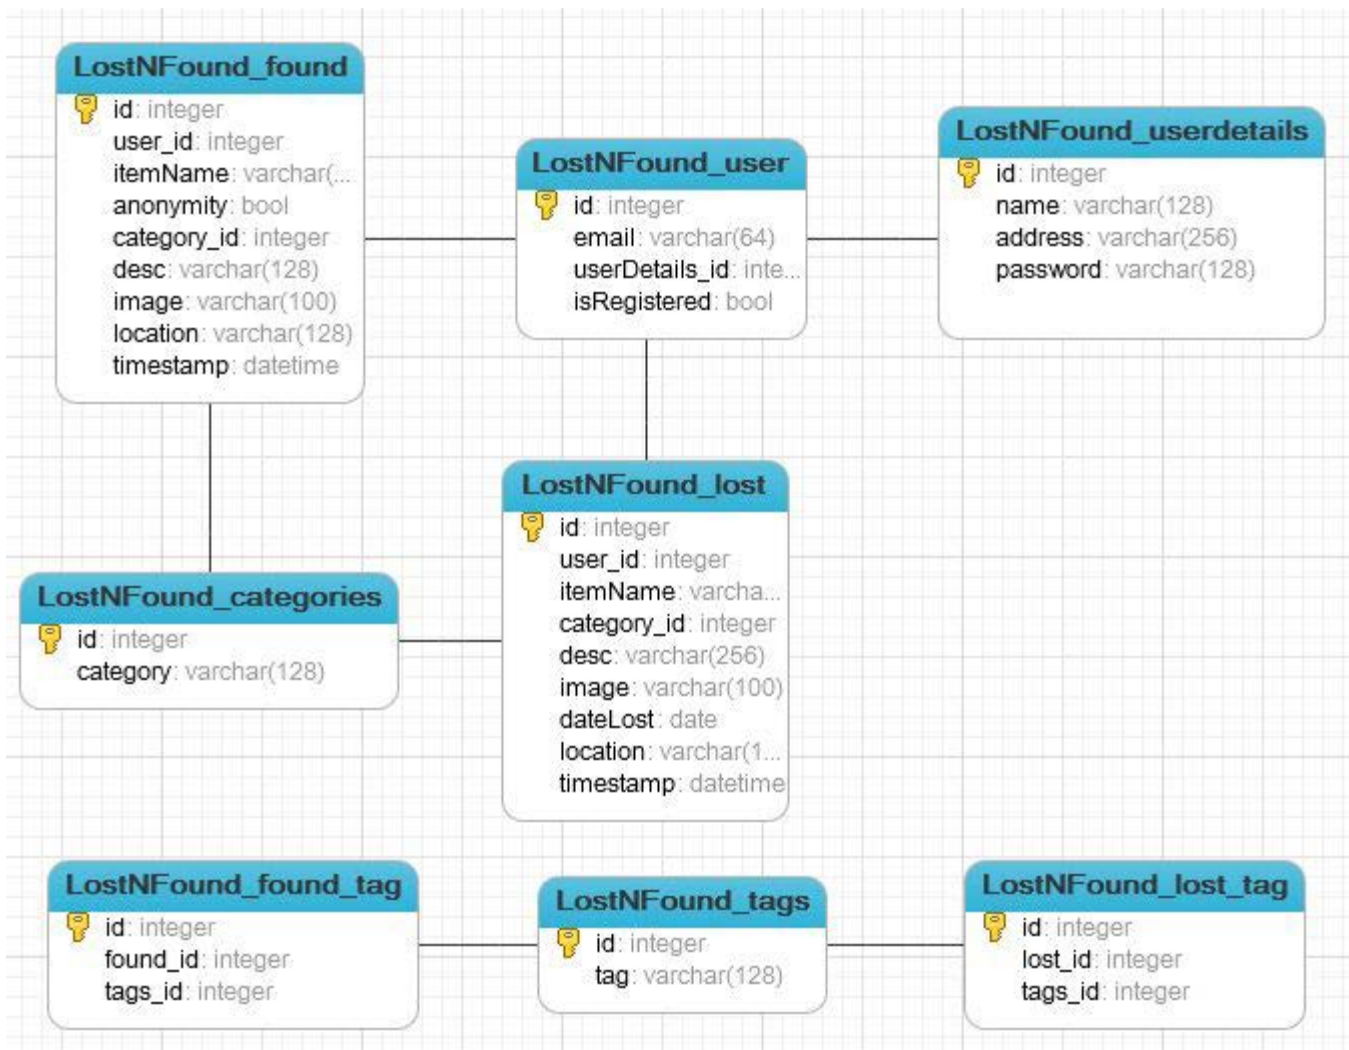 LostNFound_found
id: integer
user_id: integer
itemName: varchar(...
anonymity: bool
category_id: integer
desc: varchar(128)
image: varchar(100)
location: varchar(128)
timestamp: datetime
LostNFound_user
id: integer
email: varchar(64)
userDetails_id: inte...
isRegistered: bool
LostNFound_userdetails
id: integer
name: varchar(128)
address: varchar(256)
password: varchar(128)
LostNFound_categories
id: integer
category: varchar(128)
LostNFound_lost
id: integer
user_id: integer
itemName: varcha...
category_id: integer
desc: varchar(256)
image: varchar(100)
dateLost: date
location: varchar(1...
timestamp: datetime
LostNFound_found_tag
id: integer
found_id: integer
tags_id: integer
LostNFound_tags
id: integer
tag: varchar(128)
LostNFound_lost_tag
id: integer
lost_id: integer
tags_id: integer